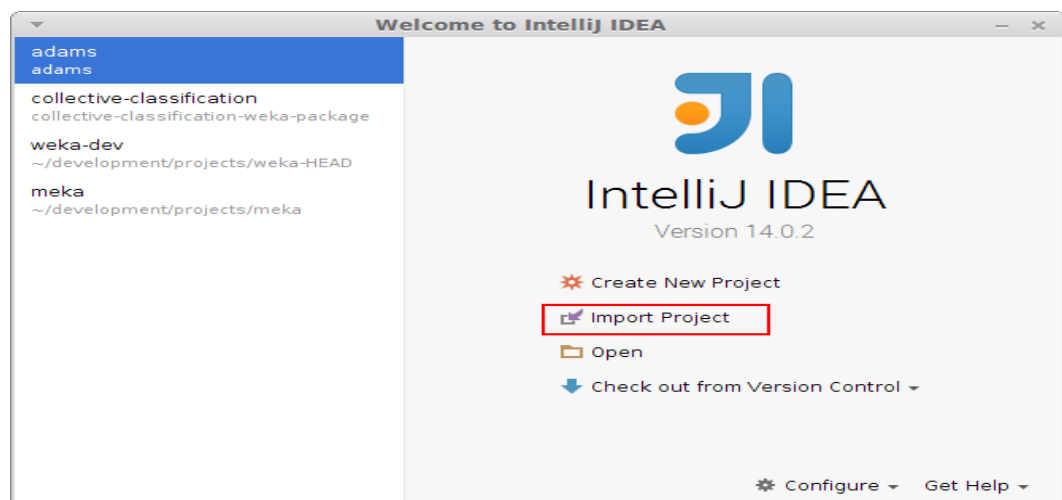 Welcome to IntelliJ IDEA
adams
adams
collective-classification
collective-classification-weka-package
weka-dev
~/development/projects/weka-HEAD
meka
~/development/projects/meka
IntelliJ IDEA
Version 14.0.2
Create New Project
Import Project
Open
Check out from Version Control
Configure Get Help